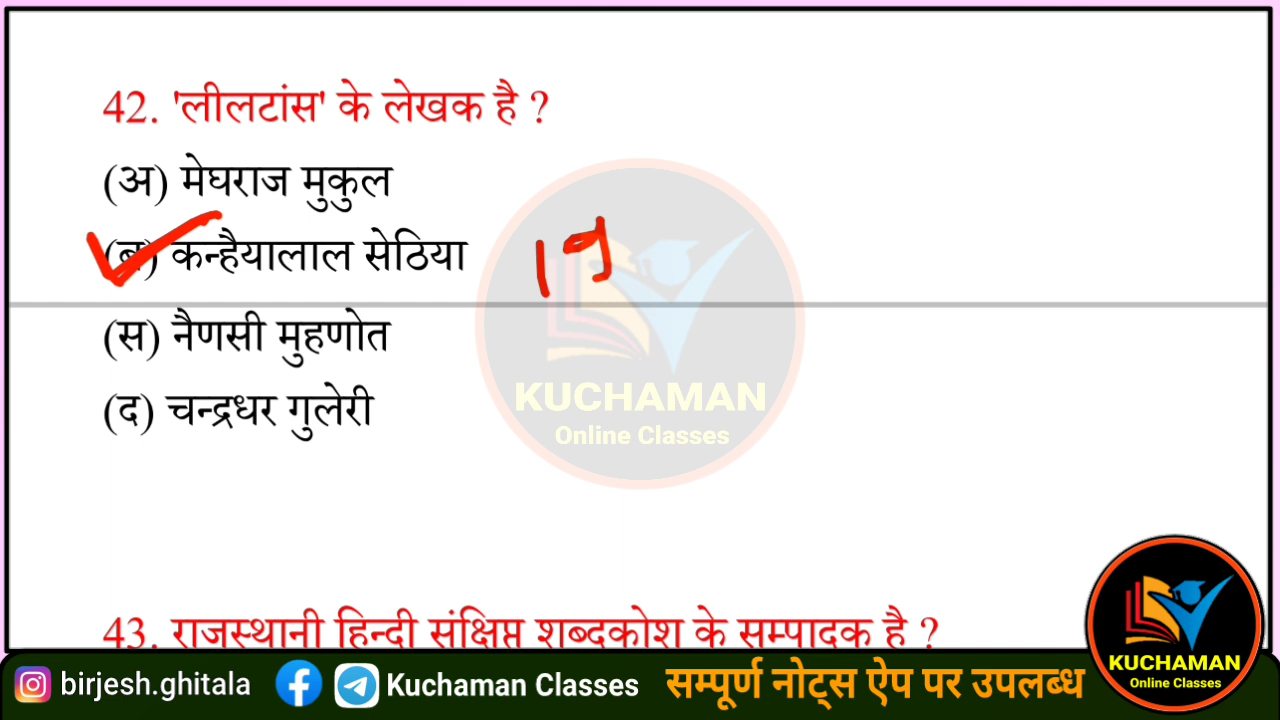 42. 'लीलटांस' के लेखक है ?
(अ) मेघराज मुकुल
(ब) कन्हैयालाल सेठिया
19
(स) नैणसी मुहणोत
(द) चन्द्रधर गुलेरी
KUCHAMAN
Online Classes
43. राजस्थानी हिन्दी संक्षिप्त शब्दकोश के सम्पादक है ?
KUCHAMAN
Online Classes
birjesh.ghitala
Kuchaman Classes
सम्पूर्ण नोट्स ऐप पर उपलब्ध